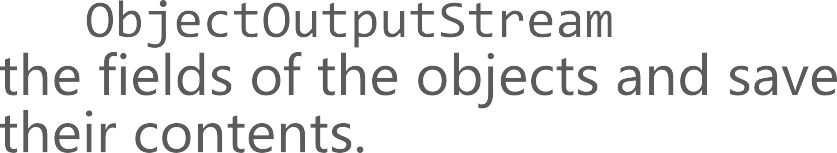 ObjectOutputStream
the fields of the objects and save
their contents.